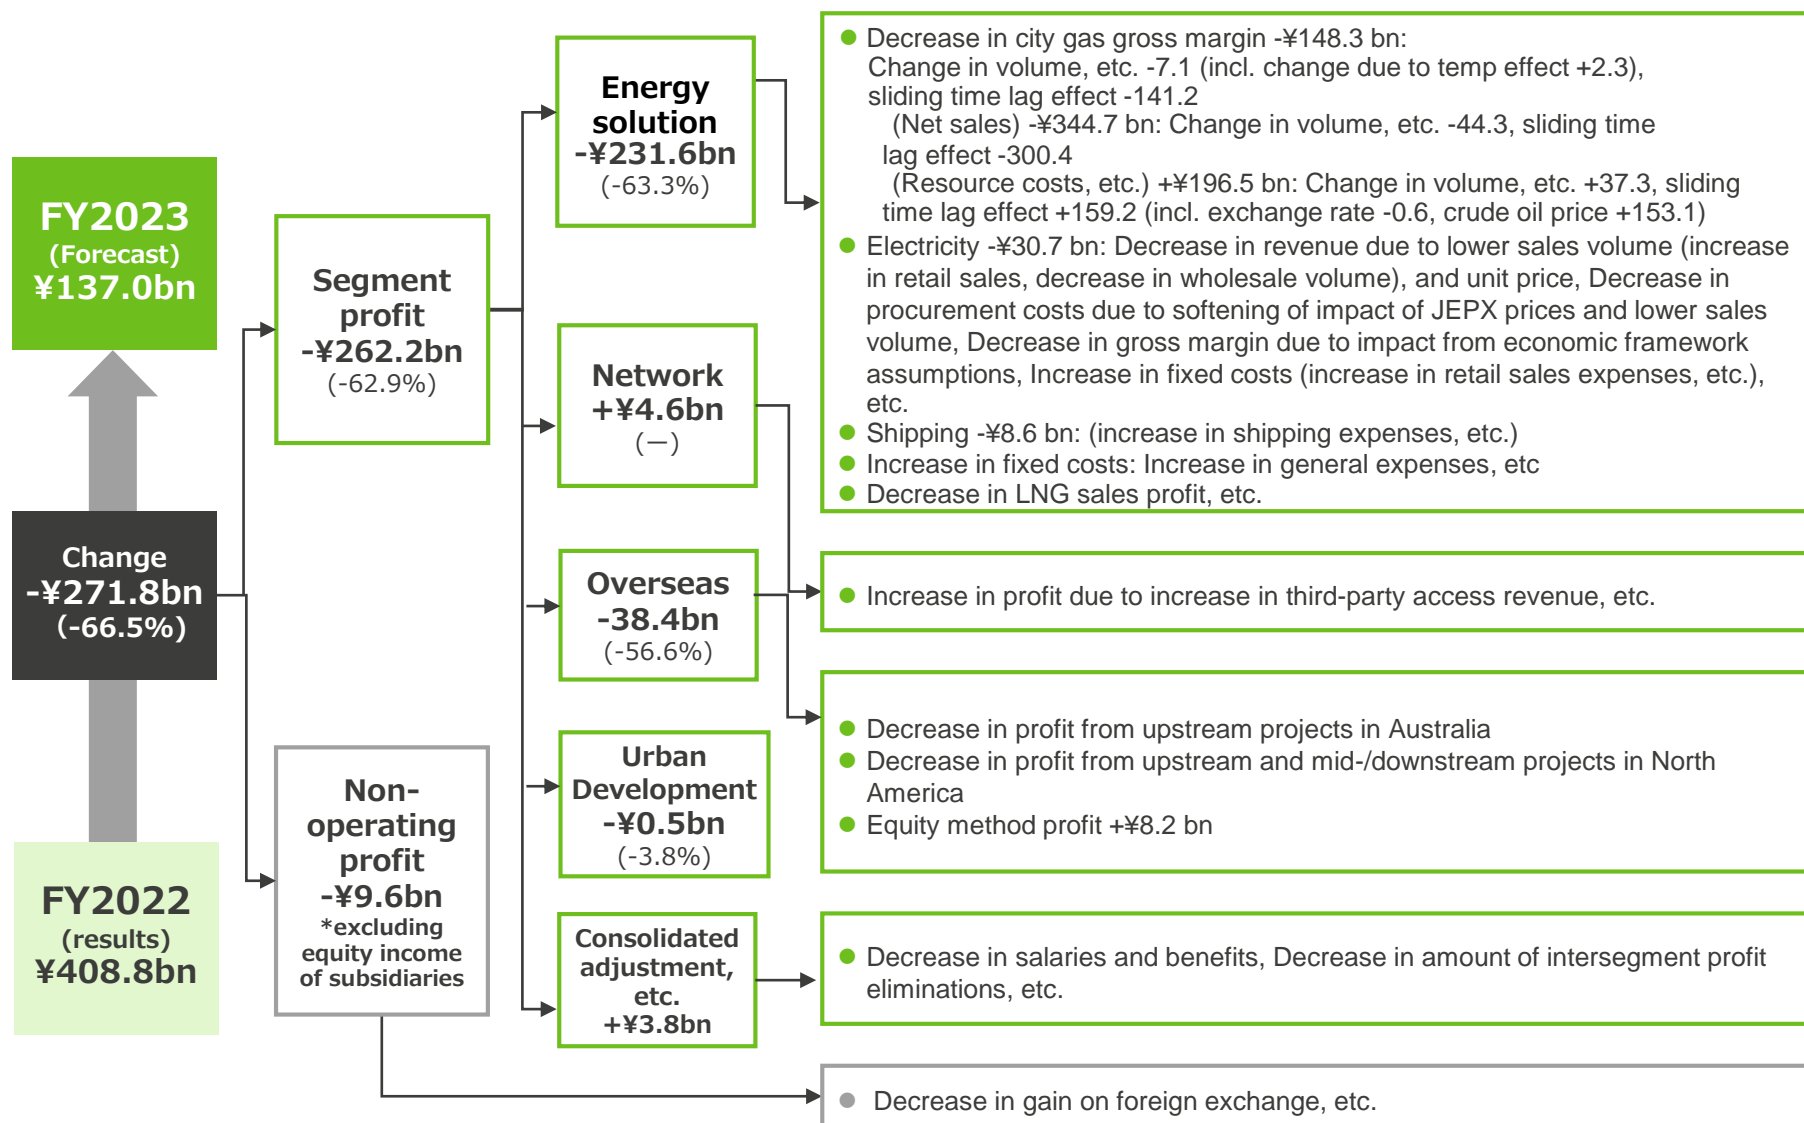 FY2023
(Forecast)
¥137.0bn
Change
-¥271.8bn
(-66.5%)
FY2022
(results)
¥408.8bn
Segment
profit
-¥262.2bn
(-62.9%)
Non-
operating
profit
-¥9.6bn
*excluding
equity income
of subsidiaries
Energy
solution
-¥231.6bn
(-63.3%)
Network
+¥4.6bn
(—)
Overseas
-38.4bn
(-56.6%)
Urban
Development
-¥0.5bn
(-3.8%)
Consolidated
adjustment,
etc.
+¥3.8bn
● Decrease in city gas gross margin -¥148.3 bn:
Change in volume, etc. -7.1 (incl. change due to temp effect +2.3),
sliding time lag effect -141.2
(Net sales) -¥344.7 bn: Change in volume, etc. -44.3, sliding time
lag effect -300.4
(Resource costs, etc.) +¥196.5 bn: Change in volume, etc. +37.3, sliding
time lag effect +159.2 (incl. exchange rate -0.6, crude oil price +153.1)
● Electricity -¥30.7 bn: Decrease in revenue due to lower sales volume (increase
in retail sales, decrease in wholesale volume), and unit price, Decrease in
procurement costs due to softening of impact of JEPX prices and lower sales
volume, Decrease in gross margin due to impact from economic framework
assumptions, Increase in fixed costs (increase in retail sales expenses, etc.),
etc.
● Shipping -¥8.6 bn: (increase in shipping expenses, etc.)
● Increase in fixed costs: Increase in general expenses, etc
● Decrease in LNG sales profit, etc.
● Increase in profit due to increase in third-party access revenue, etc.
● Decrease in profit from upstream projects in Australia
● Decrease in profit from upstream and mid-/downstream projects in North
America
● Equity method profit +¥8.2 bn
● Decrease in salaries and benefits, Decrease in amount of intersegment profit
eliminations, etc.
● Decrease in gain on foreign exchange, etc.